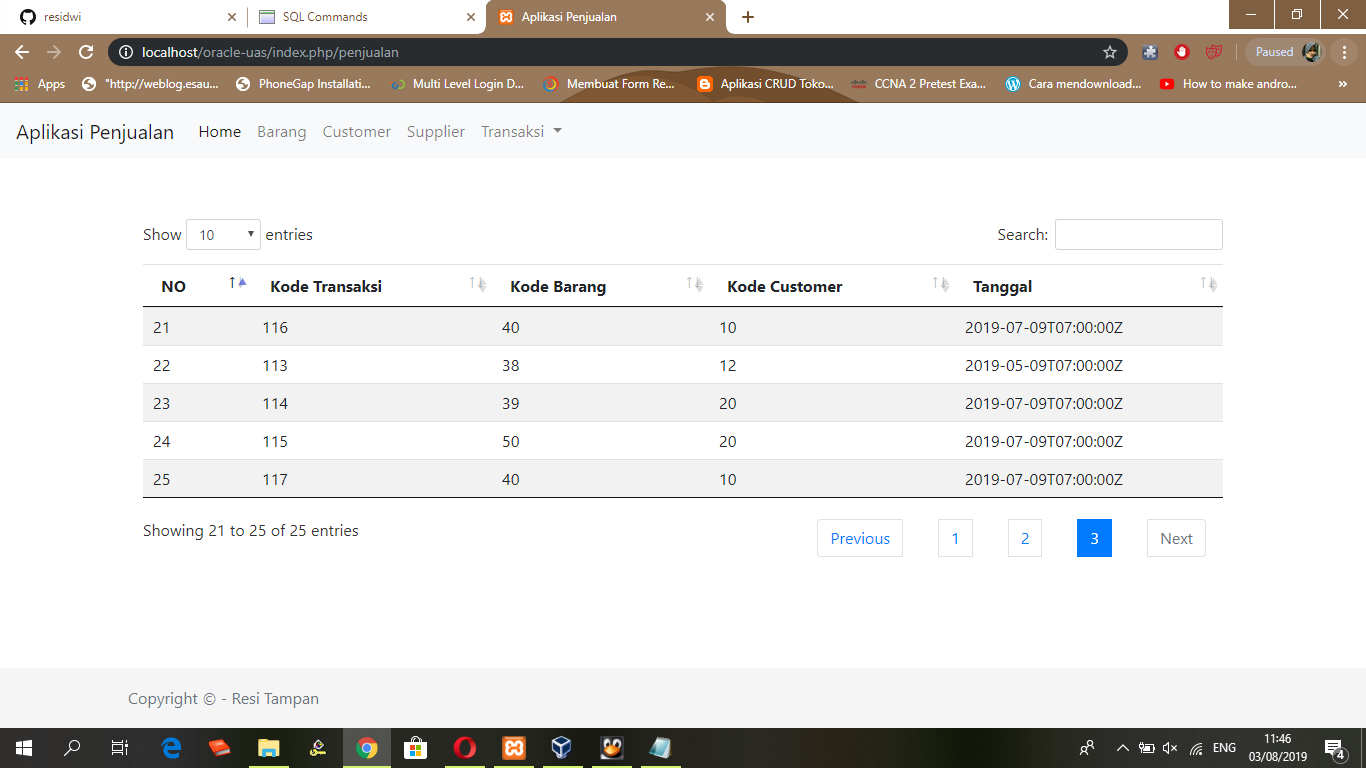 residwi
SQL Commands
Aplikasi Penjualan
localhost/oracle-uas/index.php/penjualan
Paused
Apps
"http://weblog.esau...
PhoneGap Installati...
Multi Level Login D...
Membuat Form Re...
Aplikasi CRUD Toko...
CCNA 2 Pretest Exa...
Cara mendownload...
How to make andro...
»
Aplikasi Penjualan Home Barang Customer Supplier Transaksi
Show 10 entries
Search:
NO Kode Transaksi Kode Barang Kode Customer Tanggal
21 116 40 10 2019-07-09T07:00:00Z
22 113 38 12 2019-05-09T07:00:00Z
23 114 39 20 2019-07-09T07:00:00Z
24 115 50 20 2019-07-09T07:00:00Z
25 117 40 10 2019-07-09T07:00:00Z
Showing 21 to 25 of 25 entries
Previous 1 2 3 Next
Copyright © - Resi Tampan
ENG
11:46
03/08/2019
4